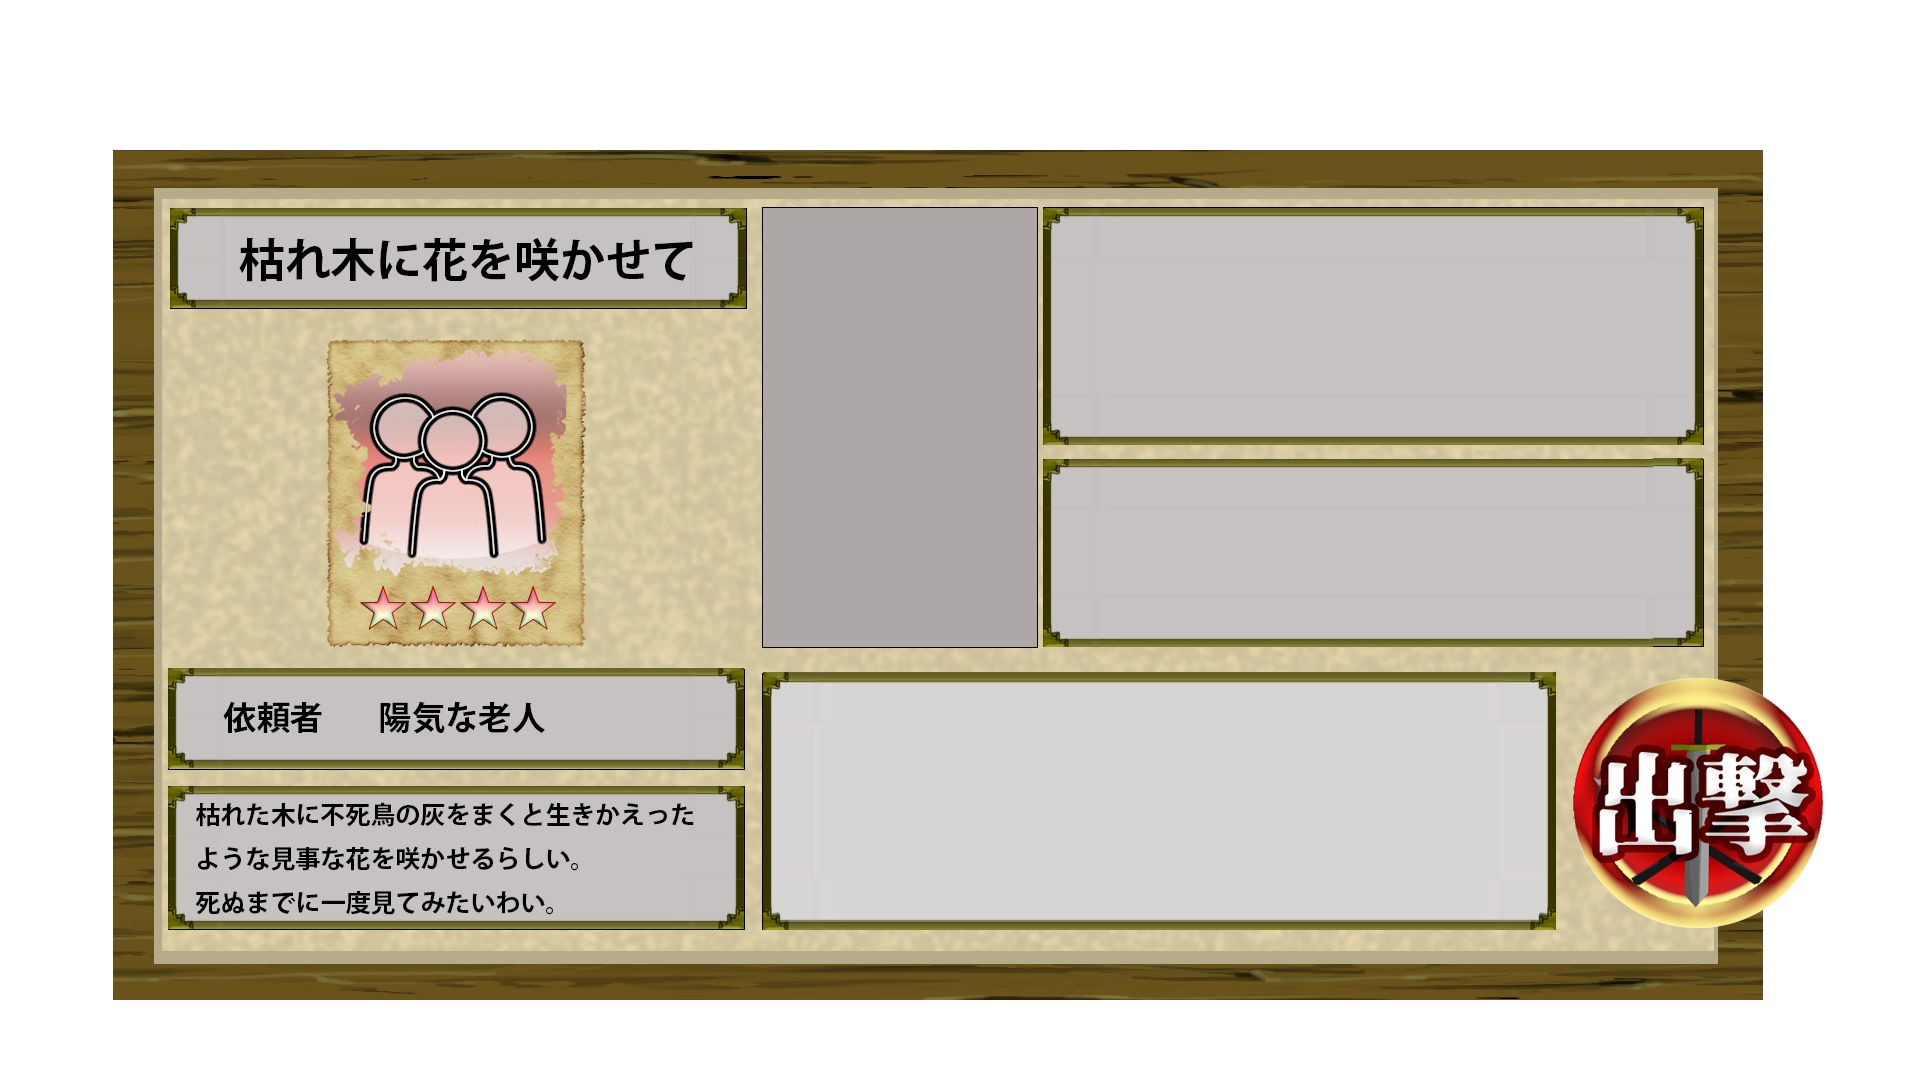 枯れ木に花を咲かせて
依頼者 陽気な老人
枯れた木に不死鳥の灰をまくと生きかえった
ような見事な花を咲かせるらしい。
死ぬまでに一度見てみたいわい。
出撃